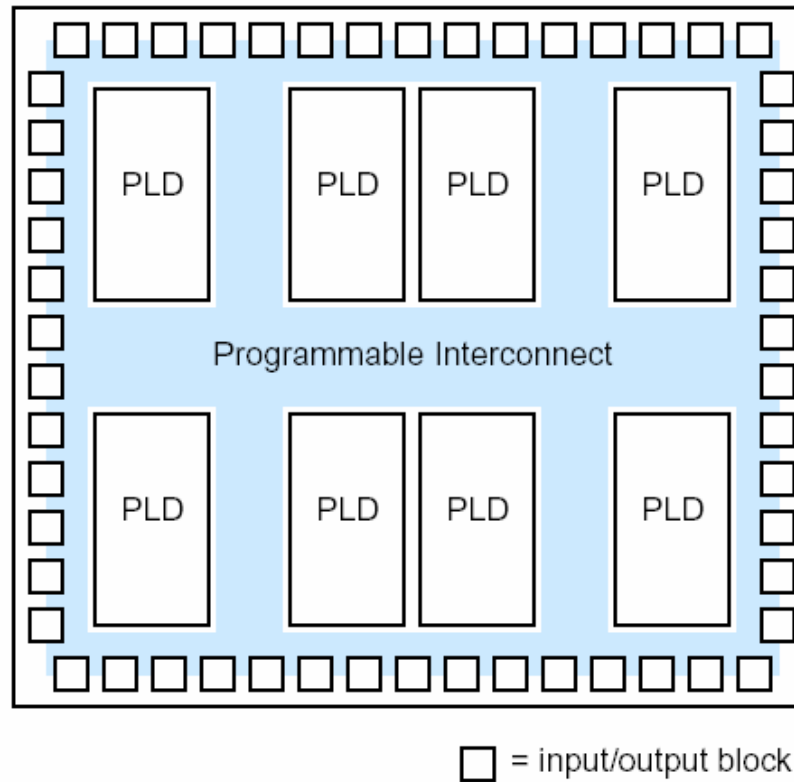 PLD PLD PLD PLD
Programmable Interconnect
PLD PLD PLD PLD
= input/output block